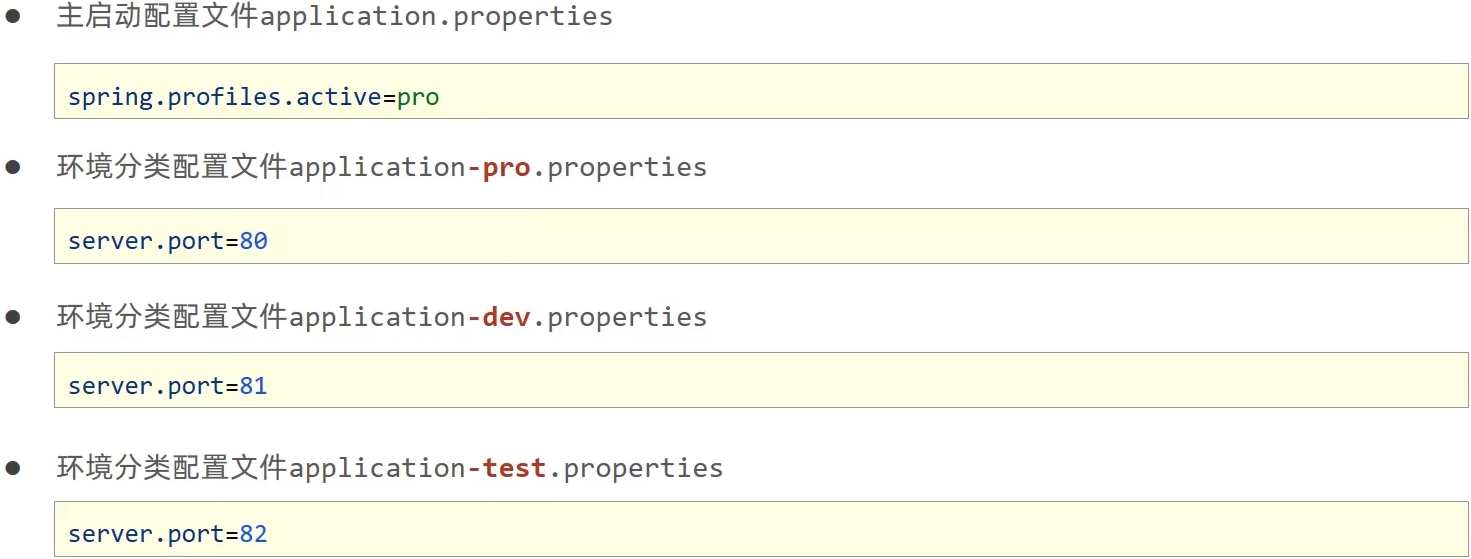 ● 主启动配置文件application.properties
spring.profiles.active=pro
● 环境分类配置文件application-pro.properties
server.port=80
● 环境分类配置文件application-dev.properties
server.port=81
● 环境分类配置文件application-test.properties
server.port=82